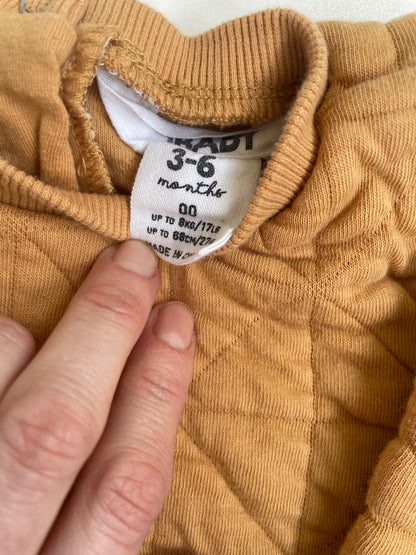 3-6
months
00
UP TO 8KG/17LB
UP TO 68CM/27
MADE IN